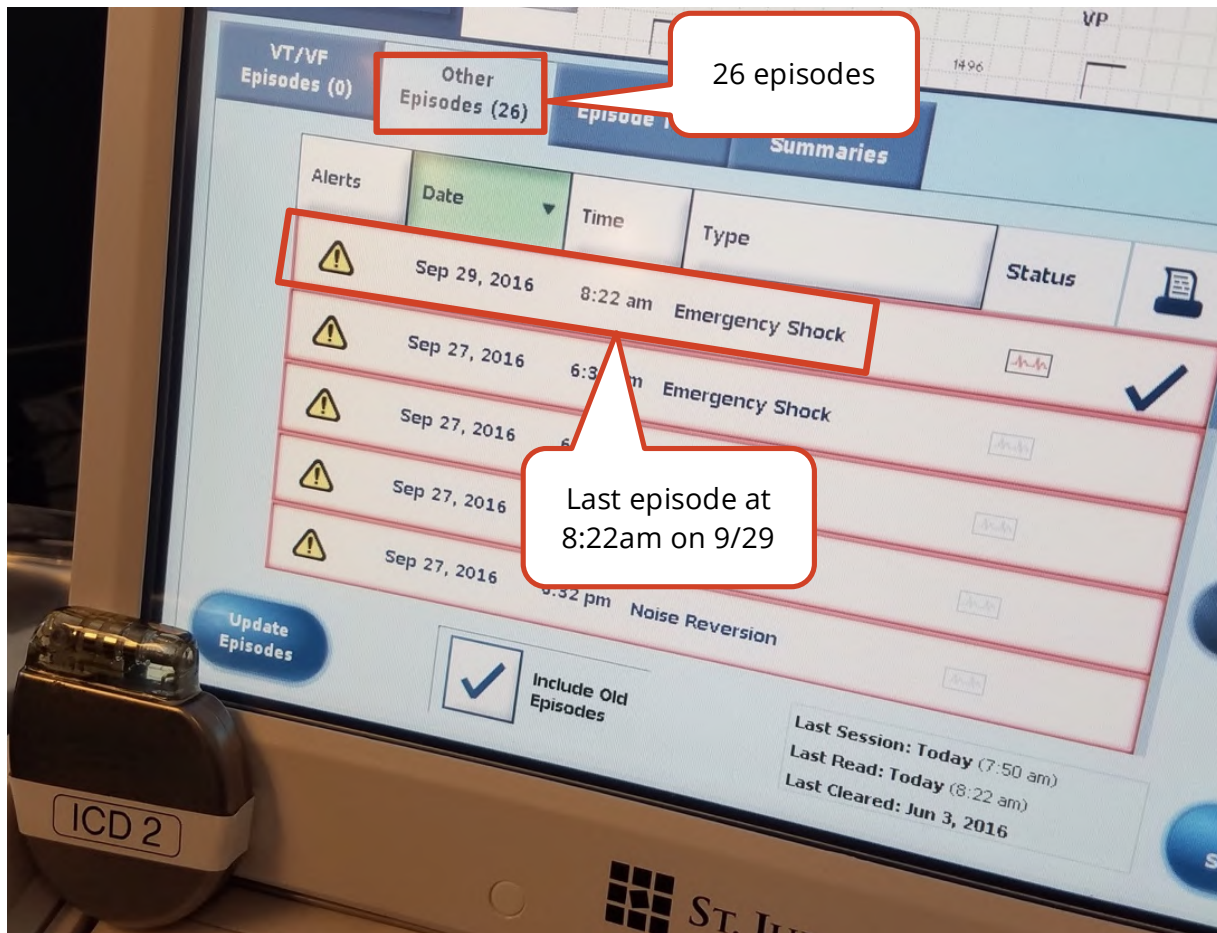 VP
1496
VT/VF
Episodes (0)
Other
Episodes (26)
26 episodes
Summaries
Alerts
Date
Time
Type
Status
Sep 29, 2016 8:22 am Emergency Shock
Sep 27, 2016 Emergency Shock
Sep 27, 2016
Sep 27, 2016
Sep 27, 2016 pm Noise Reversion
Last episode at
8:22am on 9/29
Update
Episodes
Include Old
Episodes
Last Session: Today (7:50 am)
Last Read: Today (8:22 am)
Last Cleared: Jun 3, 2016
ICD 2
ST.